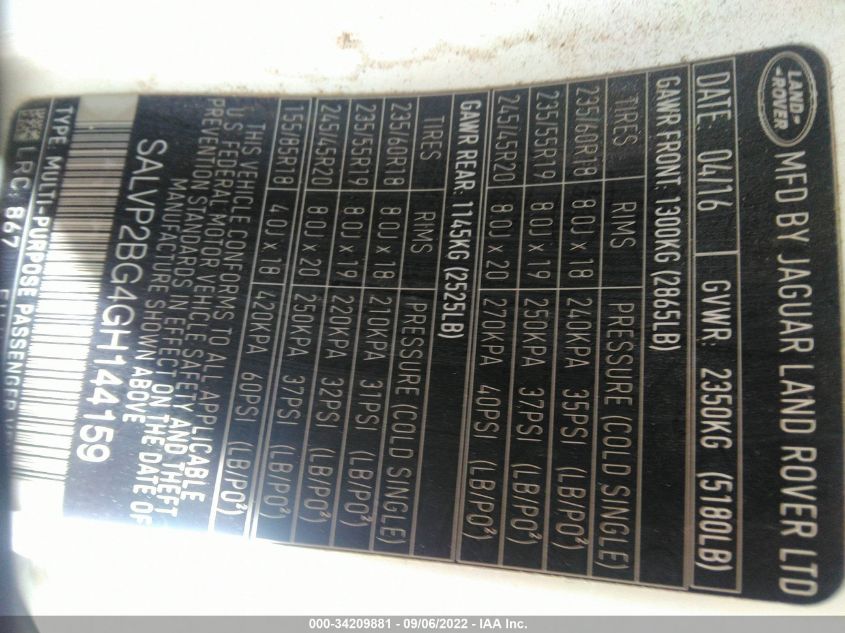 LAND ROVER
MFD BY JAGUAR LAND ROVER LTD
DATE: 04/16 GVWR: 2350KG (5180LB)
GAWR FRONT: 1300KG (2865LB)
TIRES RIMS PRESSURE (COLD SINGLE)
235/60R18 8.0J x 18 240KPA 35PSI (LB/PO²)
235/55R19 8.0J x 19 250KPA 37PSI (LB/PO²)
245/45R20 8.0J x 20 270KPA 40PSI (LB/PO²)
GAWR REAR: 1145KG (2525LB)
TIRES RIMS PRESSURE (COLD SINGLE)
235/60R18 8.0J x 18 210KPA 31PSI (LB/PO²)
235/55R19 8.0J x 19 220KPA 32PSI (LB/PO²)
245/45R20 8.0J x 20 250KPA 37PSI (LB/PO²)
155/85R18 4.0J x 18 420KPA 60PSI (LB/PO²)
THIS VEHICLE CONFORMS TO ALL APPLICABLE
U.S FEDERAL MOTOR VEHICLE SAFETY AND THEFT
PREVENTION STANDARDS IN EFFECT ON THE DATE OF
MANUFACTURE SHOWN ABOVE
SALVP2BG4GH144159
TYPE: MULTI-PURPOSE PASSENGER
LRC: 867
000-34209881 - 09/06/2022 - IAA Inc.